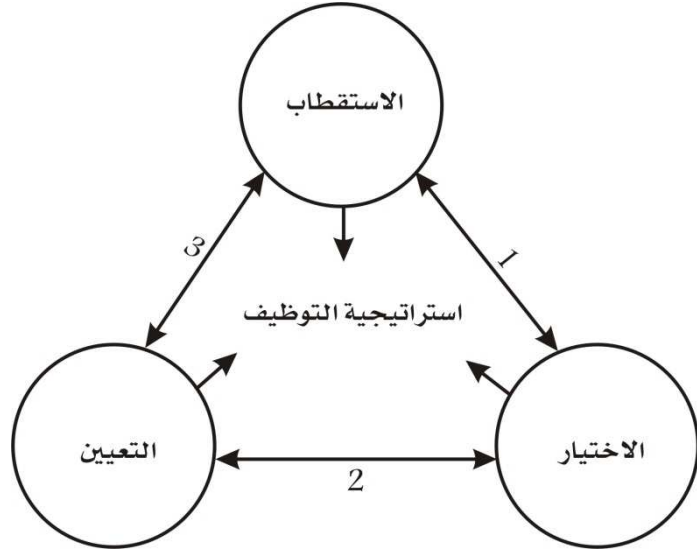 الاستقطاب
3
1
استراتيجية التوظيف
الاختيار
التعيين
2